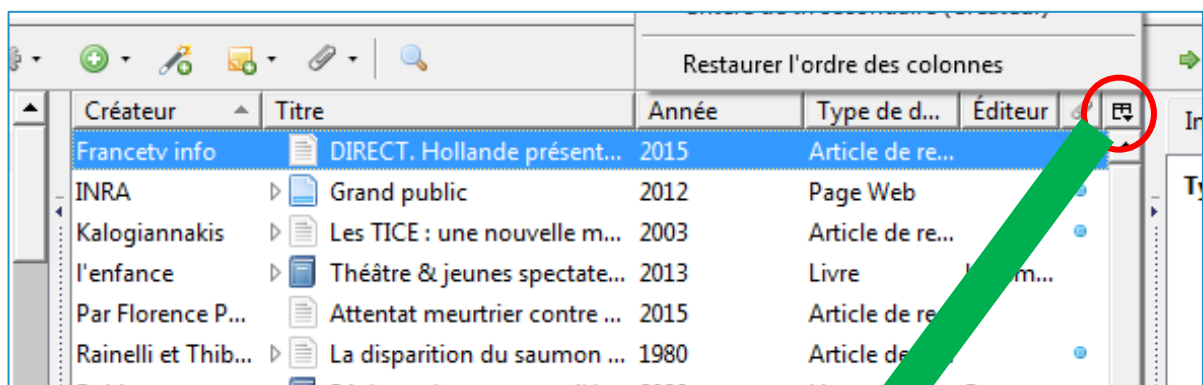 Restaurer l'ordre des colonnes
Créateur Titre Année Type de d... Éditeur
Francetv info DIRECT. Hollande présent... 2015 Article de re...
INRA Grand public 2012 Page Web
Kalogiannakis Les TICE : une nouvelle m... 2003 Article de re...
l'enfance Théâtre & jeunes spectate... 2013 Livre
Par Florence P... Attentat meurtrier contre ... 2015 Article de re
Rainelli et Thib... La disparition du saumon ... 1980 Article de